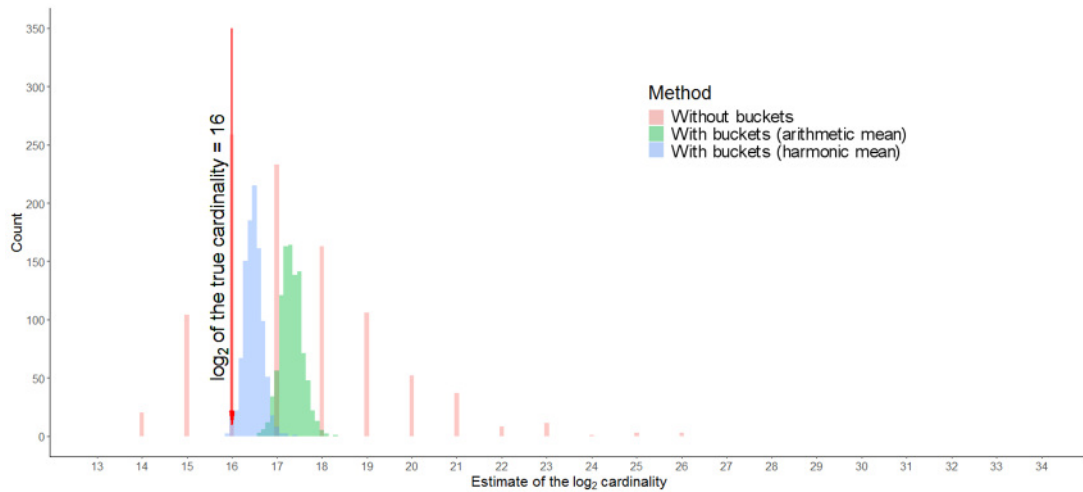 350
300
250
200
150
100
50
0
Count
log₂ of the true cardinality = 16
Method
Without buckets
With buckets (arithmetic mean)
With buckets (harmonic mean)
13 14 15 16 17 18 19 20 21 22 23 24 25 26 27 28 29 30 31 32 33 34
Estimate of the log₂ cardinality